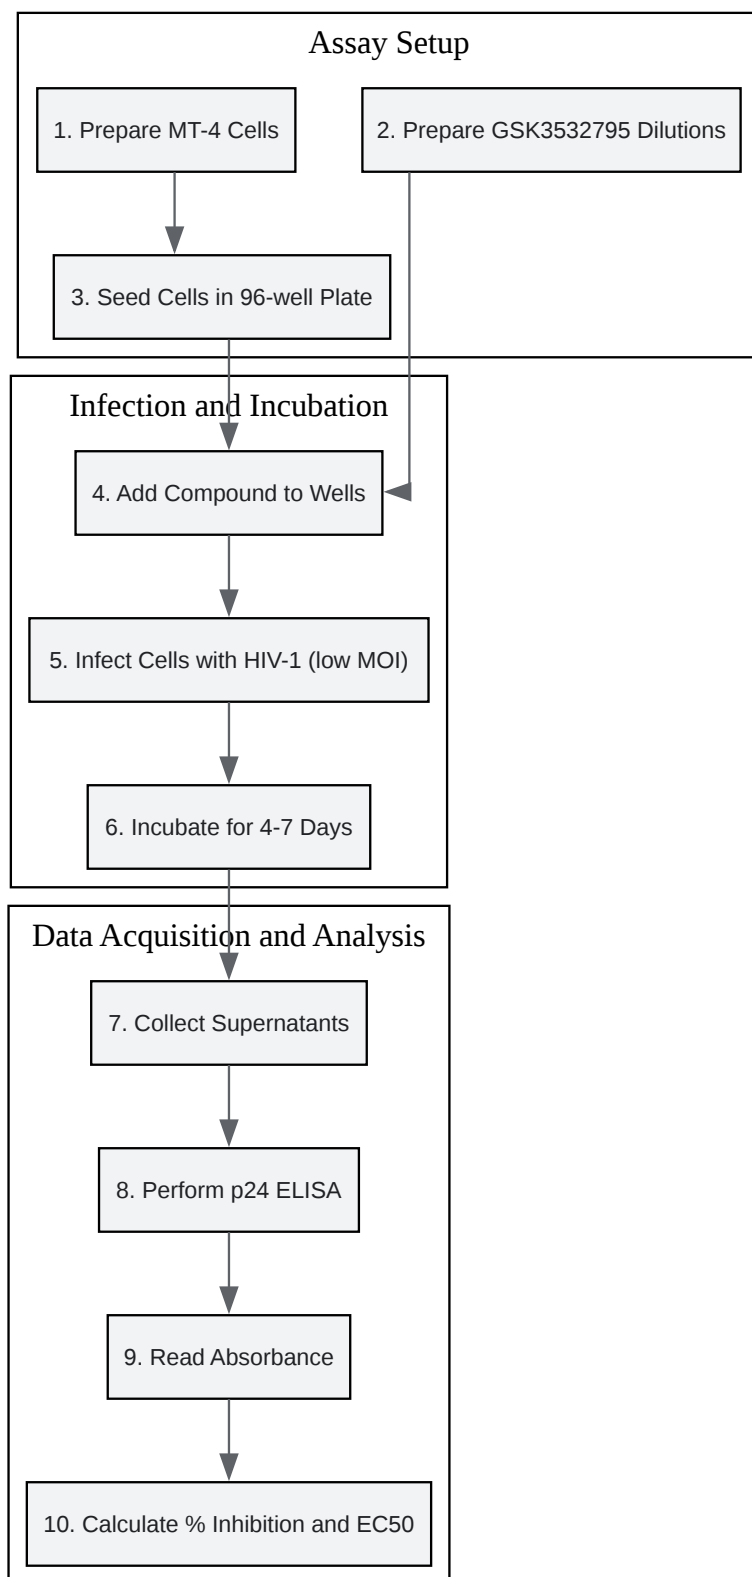 Assay Setup
1. Prepare MT-4 Cells
2. Prepare GSK3532795 Dilutions
3. Seed Cells in 96-well Plate
Infection and Incubation
4. Add Compound to Wells
5. Infect Cells with HIV-1 (low MOI)
6. Incubate for 4-7 Days
Data Acquisition and Analysis
7. Collect Supernatants
8. Perform p24 ELISA
9. Read Absorbance
10. Calculate % Inhibition and EC50